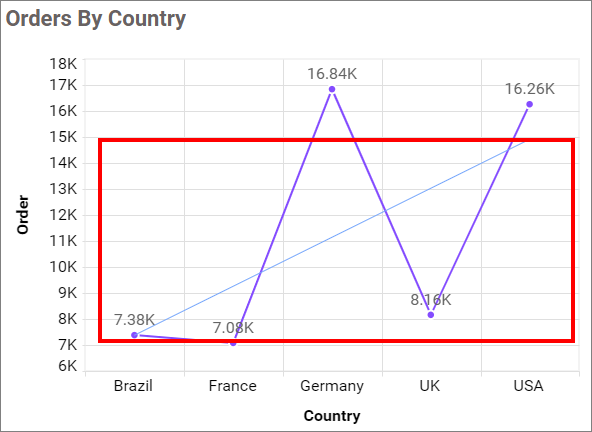 Orders By Country
18K
17K
16K
15K
14K
13K
12K
11K
10K
9K
8K
7K
6K
Order
7.38K
7.08K
16.84K
8.16K
16.26K
Brazil France Germany UK USA
Country